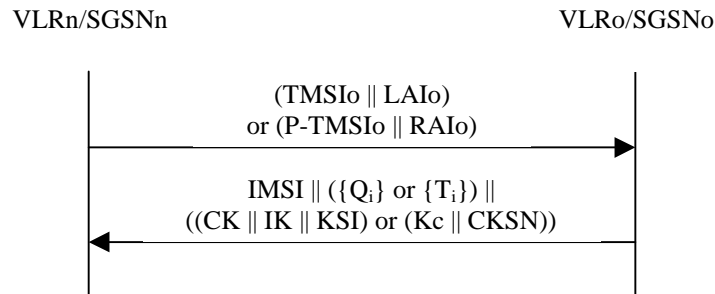 VLRn/SGSNn
VLRo/SGSNo
(TMSIo || LAIo)
or (P-TMSIo || RAIo)
IMSI || ({Qi} or {Ti}) ||
((CK || IK || KSI) or (Kc || CKSN))